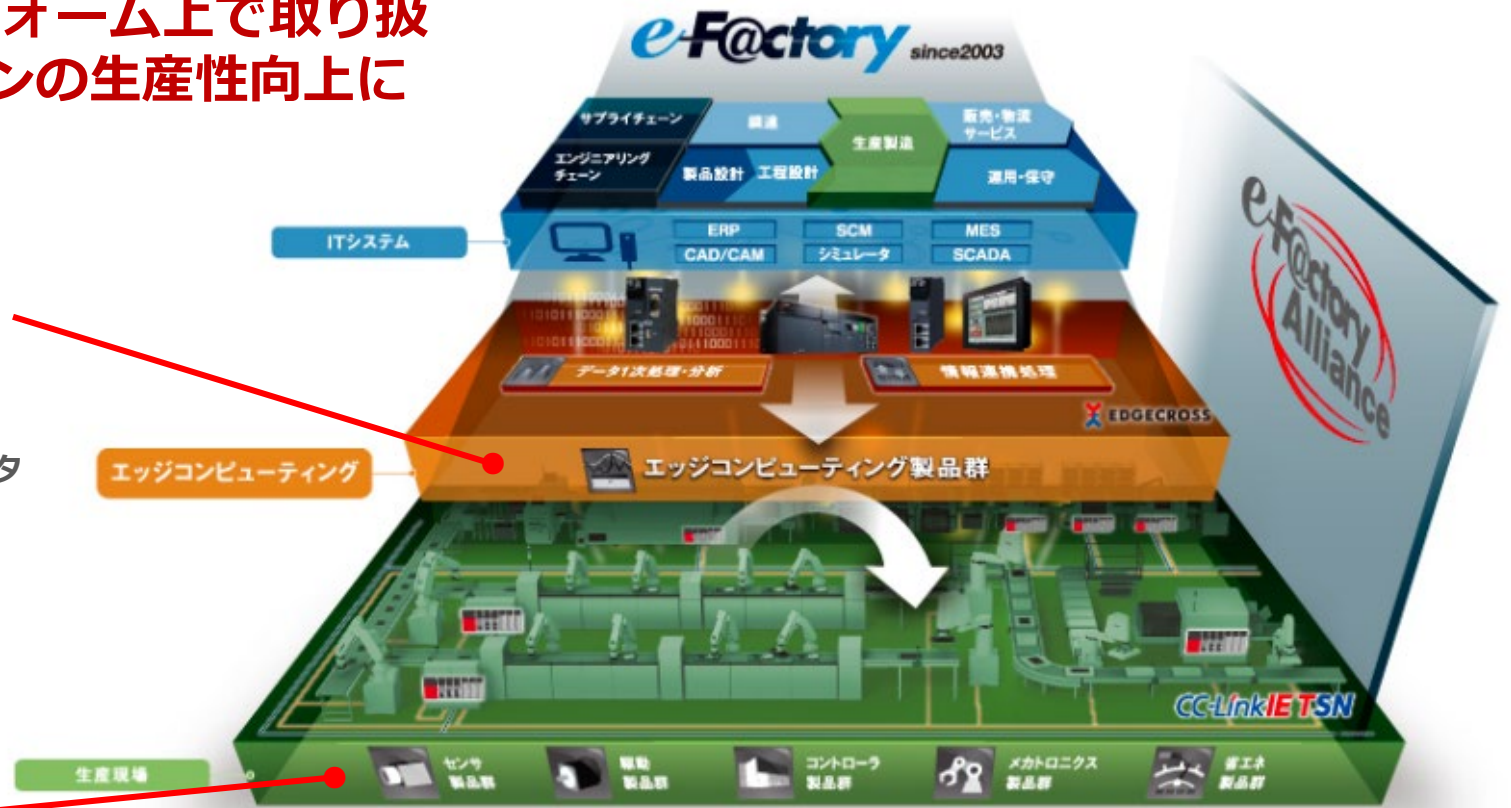 ォーム上で取り扱
ンの生産性向上に
e-F@ctory since2003
サプライチェーン
調達
生産製造
販売・物流
サービス
エンジニアリング
チェーン
製品設計
工程設計
運用・保守
ITシステム
ERP
SCM
MES
CAD/CAM
シミュレータ
SCADA
e-F@ctory
Alliance
データ1次処理・分析
情報連携処理
EDGECROSS
タ
エッジコンピューティング
エッジコンピューティング製品群
CC-Link IE TSN
生産現場
センサ
製品群
駆動
製品群
コントローラ
製品群
メカトロニクス
製品群
省エネ
製品群